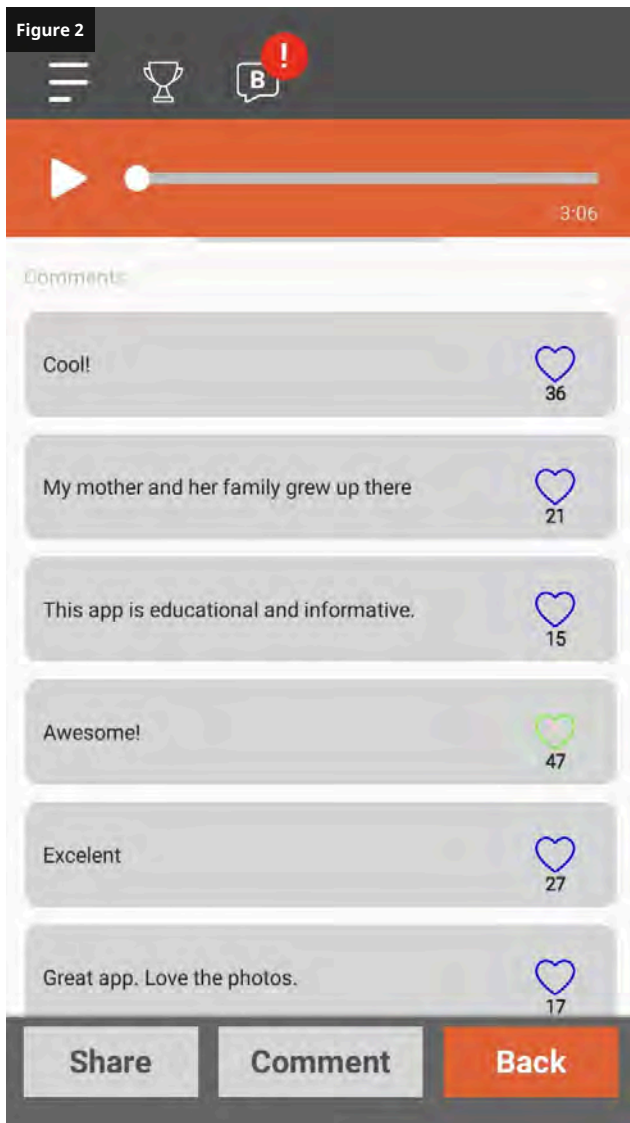 Figure 2
B
!
3:06
Comments
Cool!
36
My mother and her family grew up there
21
This app is educational and informative.
15
Awesome!
47
Excelent
27
Great app. Love the photos.
17
Share
Comment
Back